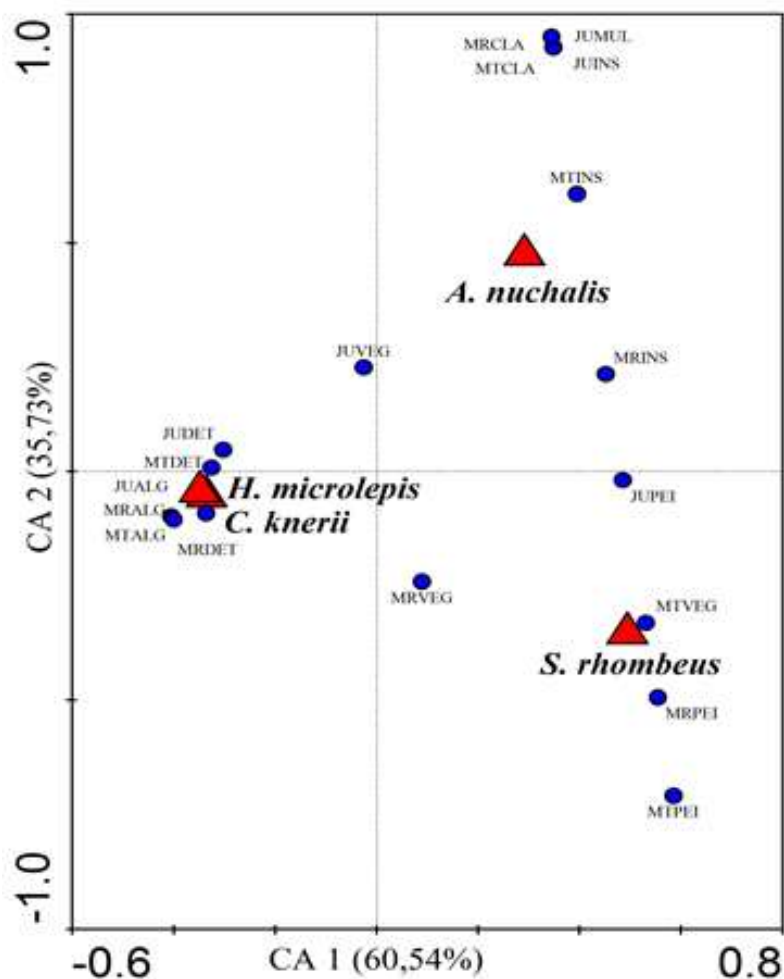 1.0
MRCLA JUMUL
MTCLA JUINS
MTINS
A. nuchalis
JUVEG
MRINS
JUDET
MTDET
JUALG H. microlepis
JUPEI
MRALG C. knerii
MTALG MRDET
MRVEG
MTVEG
S. rhombeus
MRPEI
MTPEI
CA 2 (35,73%)
-1.0
-0.6 CA 1 (60,54%) 0.8